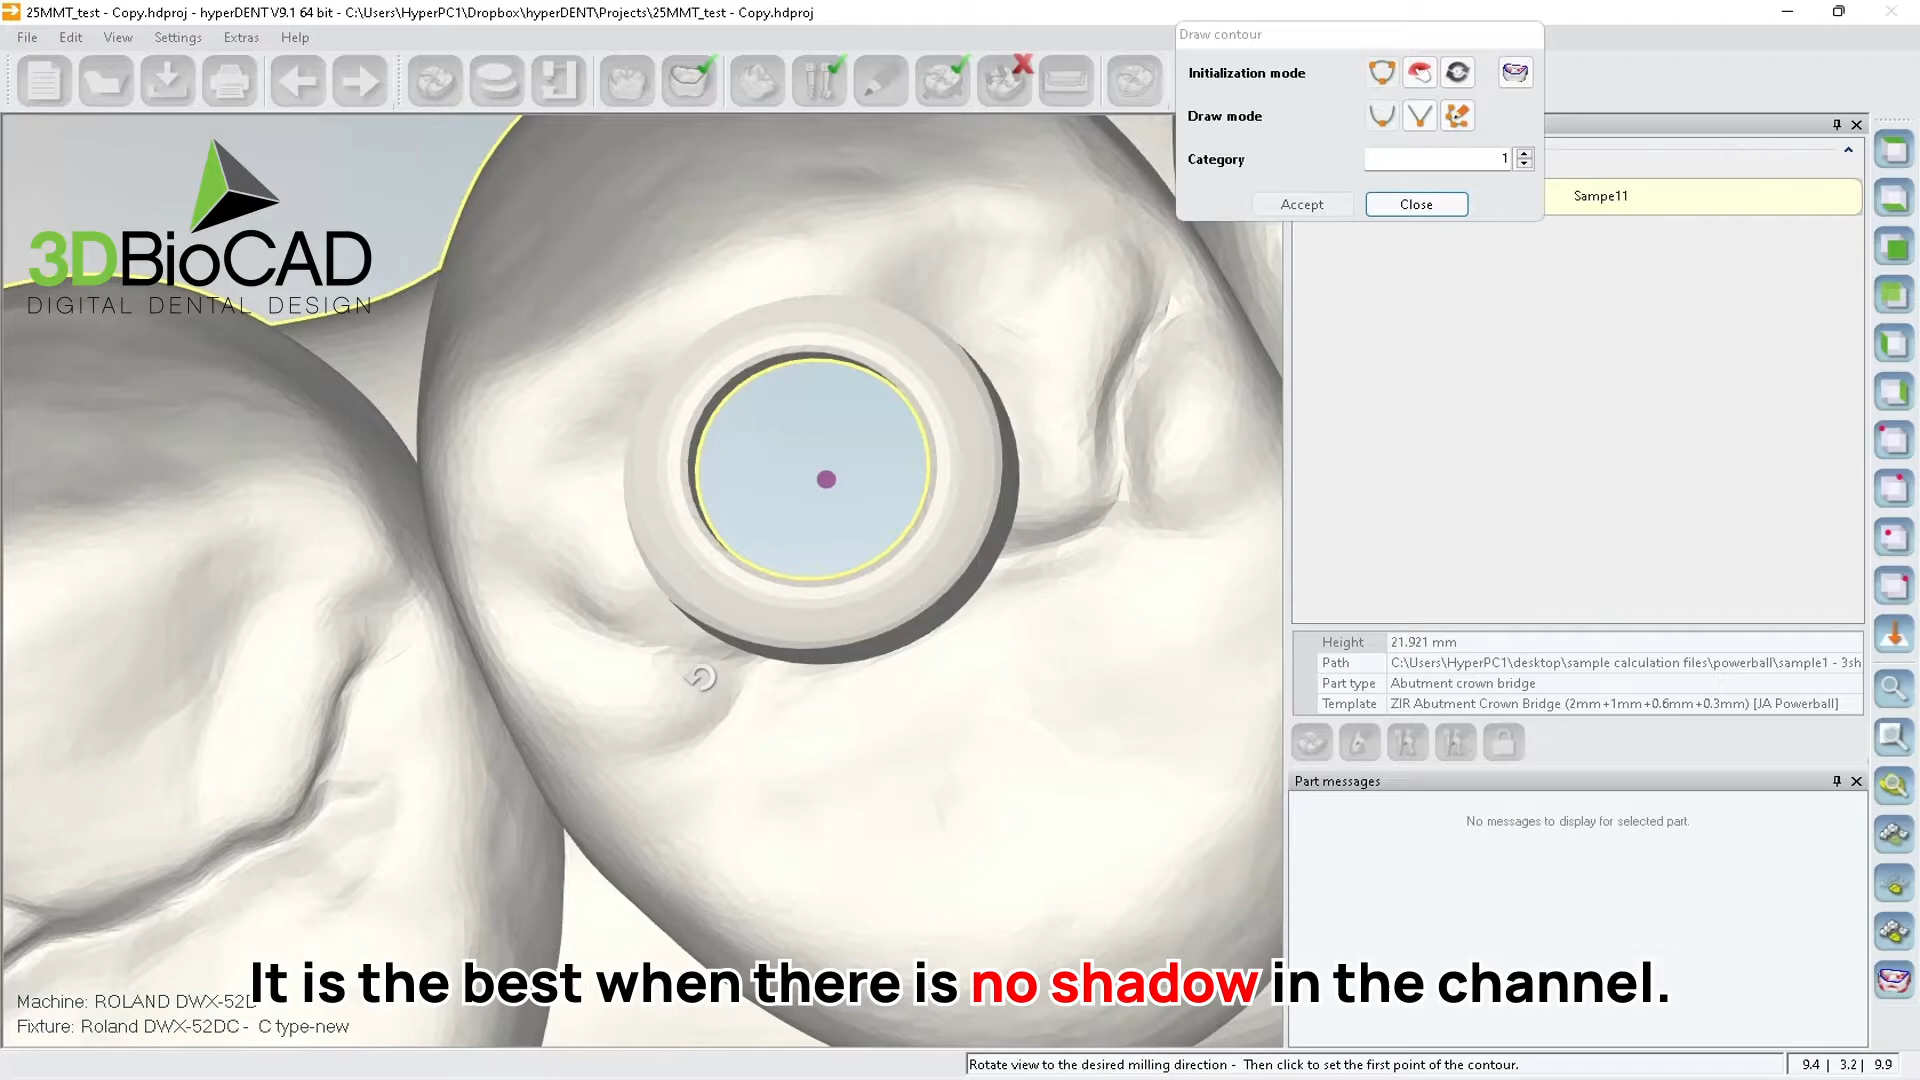 25MMT_test - Copy.hdproj - hyperDENT V9.1 64 bit - C:\Users\HyperPC1\Dropbox\hyperDENT\Projects\25MMT_test - Copy.hdproj
File Edit View Settings Extras Help
Draw contour
Initialization mode
Draw mode
Category 1
Accept Close
Sampe11
3DBioCAD
DIGITAL DENTAL DESIGN
Height 21.921 mm
Path C:\Users\HyperPC1\desktop\sample calculation files\powerball\sample1 - 3sh
Part type Abutment crown bridge
Template ZIR Abutment Crown Bridge (2mm+1mm+0.6mm+0.3mm) [JA Powerball]
Part messages
No messages to display for selected part.
It is the best when there is no shadow in the channel.
Machine: ROLAND DWX-52D
Fixture: Roland DWX-52DC - C type-new
Rotate view to the desired milling direction - Then click to set the first point of the contour.
9.4 | 3.2 | 9.9